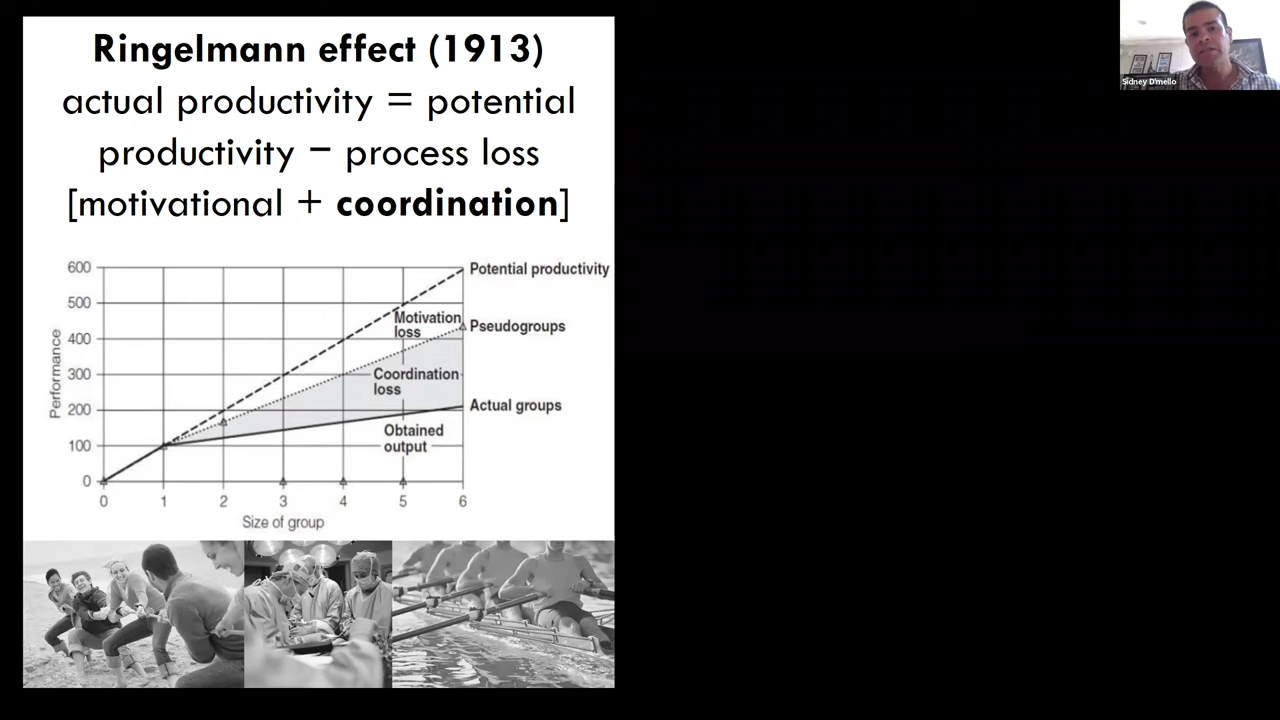 Ringelmann effect (1913)
actual productivity = potential
productivity − process loss
[motivational + coordination]
600
500
400
300
200
100
0
Performance
0 1 2 3 4 5 6
Size of group
Potential productivity
Motivation
loss
Pseudogroups
Coordination
loss
Actual groups
Obtained
output
Sidney D'mello